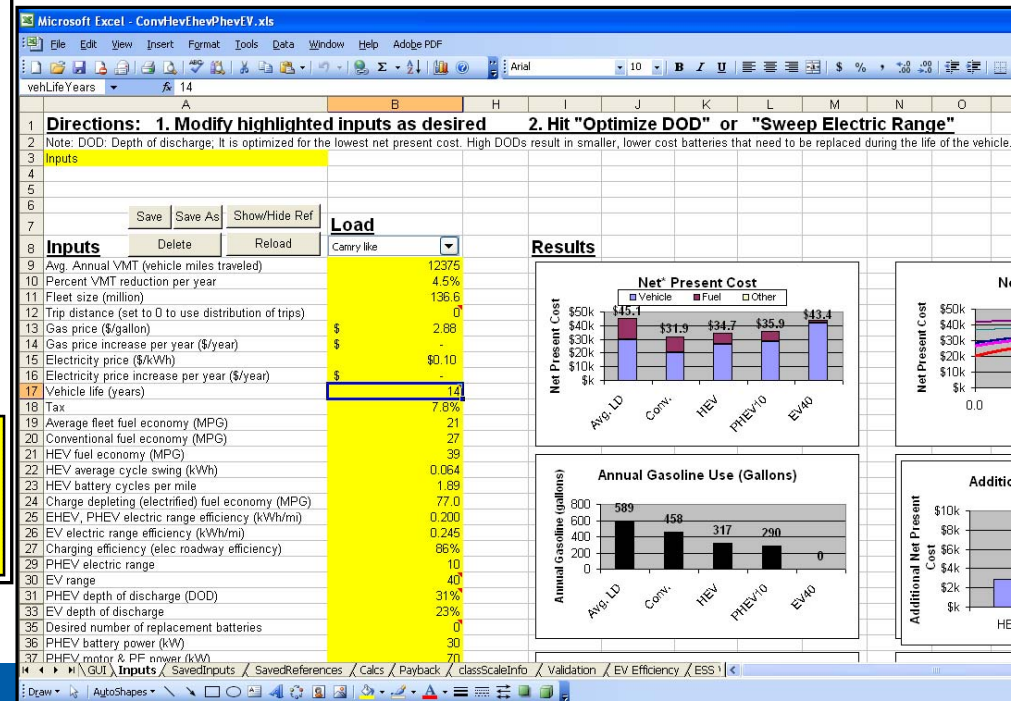 Microsoft Excel - ConvHevEhevPhevEV.xls
File Edit View Insert Format Tools Data Window Help Adobe PDF
Arial 10 B I U $ % ,
vehLifeYears fx 14
A B H I J K L M N O
1 Directions: 1. Modify highlighted inputs as desired 2. Hit "Optimize DOD" or "Sweep Electric Range"
2 Note: DOD: Depth of discharge; It is optimized for the lowest net present cost. High DODs result in smaller, lower cost batteries that need to be replaced during the life of the vehicle.
3 Inputs
4
5
6
Save Save As Show/Hide Ref
7 Load
8 Inputs Delete Reload Camry like Results
9 Avg. Annual VMT (vehicle miles traveled) 12375
10 Percent VMT reduction per year 4.5%
11 Fleet size (million) 136.6
12 Trip distance (set to 0 to use distribution of trips) 0
13 Gas price ($/gallon) $ 2.88
14 Gas price increase per year ($/year) $ -
15 Electricity price ($/kWh) $0.10
16 Electricity price increase per year ($/year) $ -
17 Vehicle life (years) 14
18 Tax 7.8%
19 Average fleet fuel economy (MPG) 21
20 Conventional fuel economy (MPG) 27
21 HEV fuel economy (MPG) 39
22 HEV average cycle swing (kWh) 0.064
23 HEV battery cycles per mile 1.89
24 Charge depleting (electrified) fuel economy (MPG) 77.0
25 EHEV, PHEV electric range efficiency (kWh/mi) 0.200
26 EV electric range efficiency (kWh/mi) 0.245
27 Charging efficiency (elec roadway efficiency) 86%
29 PHEV electric range 10
30 EV range 40
31 PHEV depth of discharge (DOD) 31%
33 EV depth of discharge 23%
35 Desired number of replacement batteries 0
36 PHEV battery power (kW) 30
37 PHEV motor & PE power (kW) 70
Net* Present Cost
Vehicle Fuel Other
Net Present Cost
$50k
$40k
$30k
$20k
$10k
$k
$45.1 $31.9 $34.7 $35.9 $43.4
Avg. LD Conv. HEV PHEV10 EV40
Annual Gasoline Use (Gallons)
Annual Gasoline (gallons)
800
600
400
200
0
589 458 317 290 0
Avg. LD Conv. HEV PHEV10 EV40
Net Present Cost
$50k
$40k
$30k
$20k
$10k
$k
0.0
Additional Net Present Cost
$10k
$8k
$6k
$4k
$2k
$k
GUI Inputs SavedInputs SavedReferences Calcs Payback classScaleInfo Validation EV Efficiency ESS
Draw AutoShapes